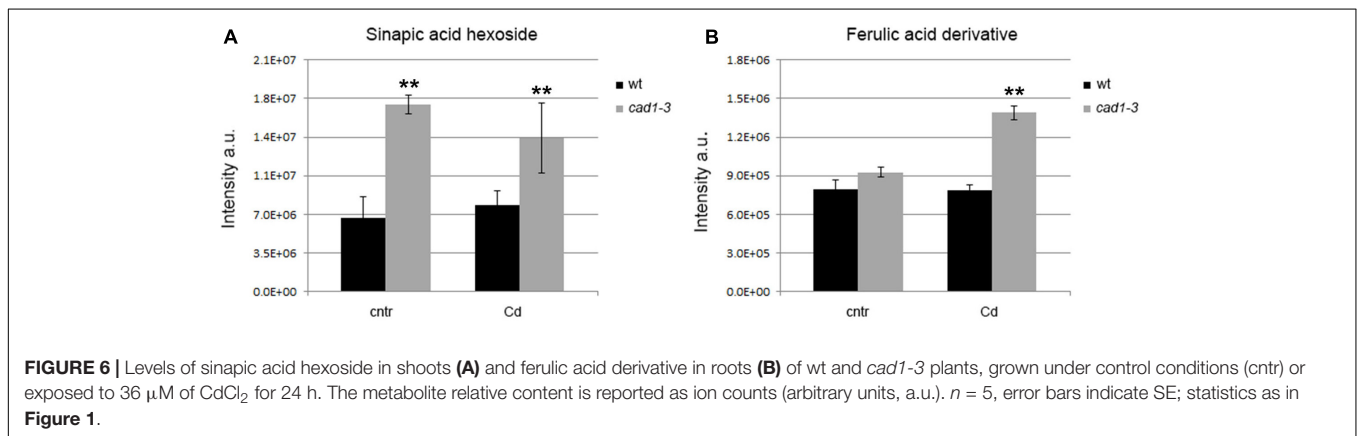 A
Sinapic acid hexoside
2.1E+07
1.8E+07
1.4E+07
1.1E+07
7.0E+06
3.5E+06
0.0E+00
Intensity a.u.
**
**
cntr
Cd
wt
cad1-3
B
Ferulic acid derivative
1.8E+06
1.5E+06
1.2E+06
9.0E+05
6.0E+05
3.0E+05
0.0E+00
Intensity a.u.
**
cntr
Cd
wt
cad1-3
FIGURE 6 | Levels of sinapic acid hexoside in shoots (A) and ferulic acid derivative in roots (B) of wt and cad1-3 plants, grown under control conditions (cntr) or
exposed to 36 μM of CdCl₂ for 24 h. The metabolite relative content is reported as ion counts (arbitrary units, a.u.). n = 5, error bars indicate SE; statistics as in
Figure 1.